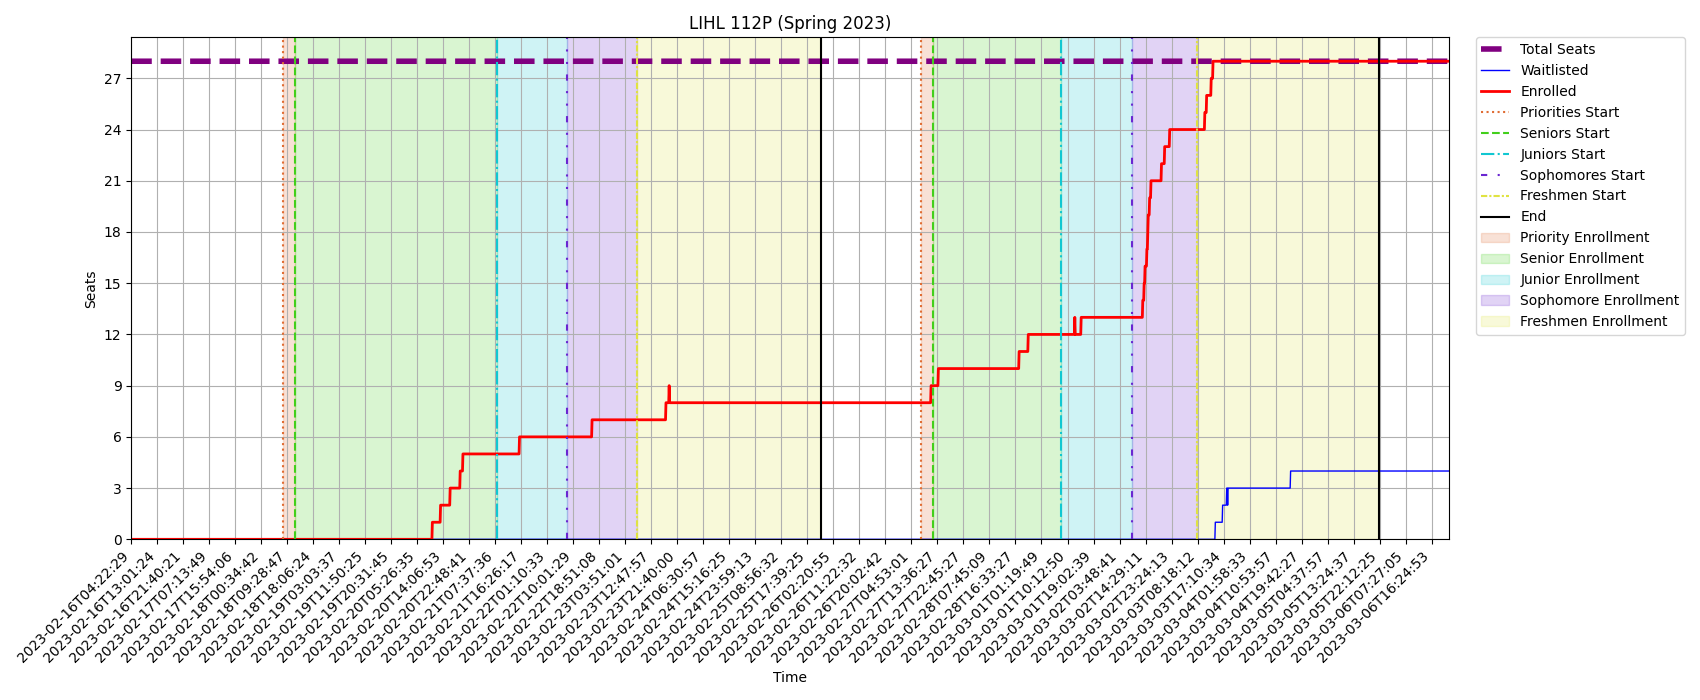 LIHL 112P (Spring 2023)
Seats
27
24
21
18
15
12
9
6
3
0
2023-02-16T04:22:29
2023-02-16T13:01:24
2023-02-16T21:40:21
2023-02-17T07:13:49
2023-02-17T15:54:06
2023-02-18T00:34:42
2023-02-18T09:28:47
2023-02-18T18:06:24
2023-02-19T03:03:37
2023-02-19T11:50:25
2023-02-19T20:31:45
2023-02-20T05:26:35
2023-02-20T14:06:53
2023-02-20T22:48:41
2023-02-21T07:37:36
2023-02-21T16:26:17
2023-02-22T01:10:33
2023-02-22T10:01:29
2023-02-22T18:51:08
2023-02-23T03:51:01
2023-02-23T12:47:57
2023-02-23T21:40:00
2023-02-24T06:30:57
2023-02-24T15:16:25
2023-02-24T23:59:13
2023-02-25T08:56:32
2023-02-25T17:39:25
2023-02-26T02:20:55
2023-02-26T11:22:32
2023-02-26T20:02:42
2023-02-27T04:53:01
2023-02-27T13:36:27
2023-02-27T22:45:27
2023-02-28T07:45:09
2023-02-28T16:33:27
2023-03-01T01:19:49
2023-03-01T10:12:50
2023-03-01T19:02:39
2023-03-02T03:48:41
2023-03-02T14:29:11
2023-03-02T23:24:13
2023-03-03T08:18:12
2023-03-03T17:10:34
2023-03-04T01:58:33
2023-03-04T10:53:57
2023-03-04T19:42:27
2023-03-05T04:37:57
2023-03-05T13:24:37
2023-03-05T22:12:25
2023-03-06T07:27:05
2023-03-06T16:24:53
Time
Total Seats
Waitlisted
Enrolled
Priorities Start
Seniors Start
Juniors Start
Sophomores Start
Freshmen Start
End
Priority Enrollment
Senior Enrollment
Junior Enrollment
Sophomore Enrollment
Freshmen Enrollment